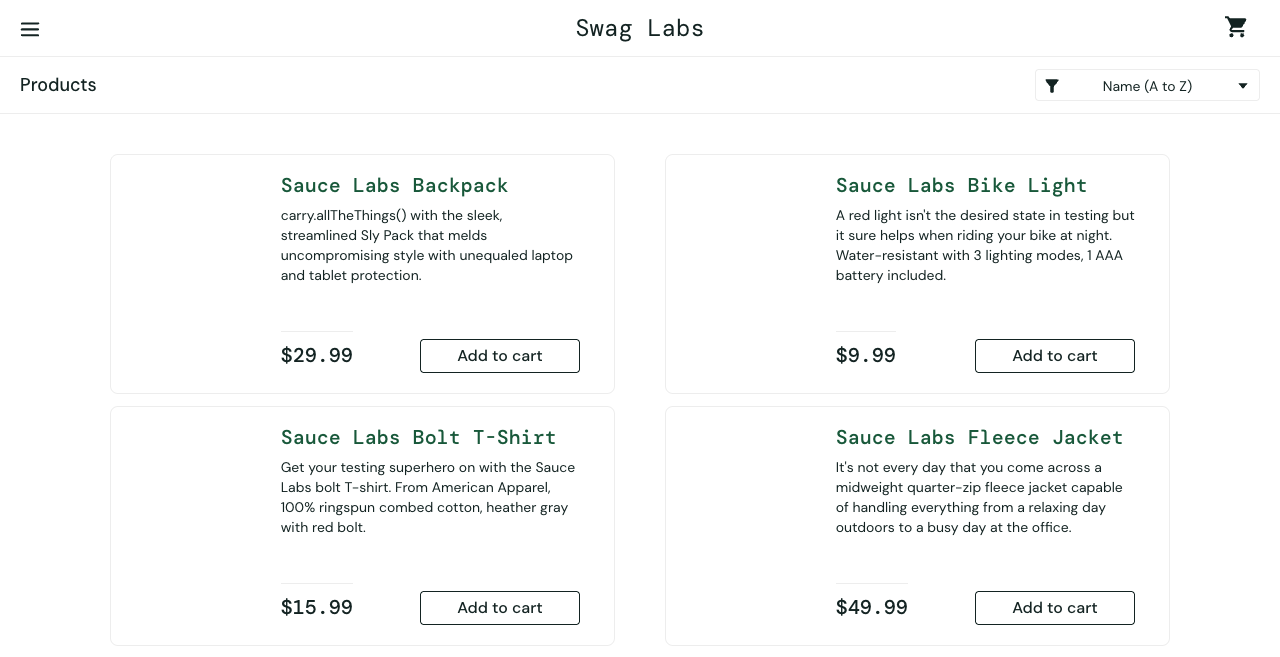 Swag Labs
Products
Name (A to Z)
Sauce Labs Backpack
carry.allTheThings() with the sleek,
streamlined Sly Pack that melds
uncompromising style with unequaled laptop
and tablet protection.
$29.99
Add to cart
Sauce Labs Bike Light
A red light isn't the desired state in testing but
it sure helps when riding your bike at night.
Water-resistant with 3 lighting modes, 1 AAA
battery included.
$9.99
Add to cart
Sauce Labs Bolt T-Shirt
Get your testing superhero on with the Sauce
Labs bolt T-shirt. From American Apparel,
100% ringspun combed cotton, heather gray
with red bolt.
$15.99
Add to cart
Sauce Labs Fleece Jacket
It's not every day that you come across a
midweight quarter-zip fleece jacket capable
of handling everything from a relaxing day
outdoors to a busy day at the office.
$49.99
Add to cart